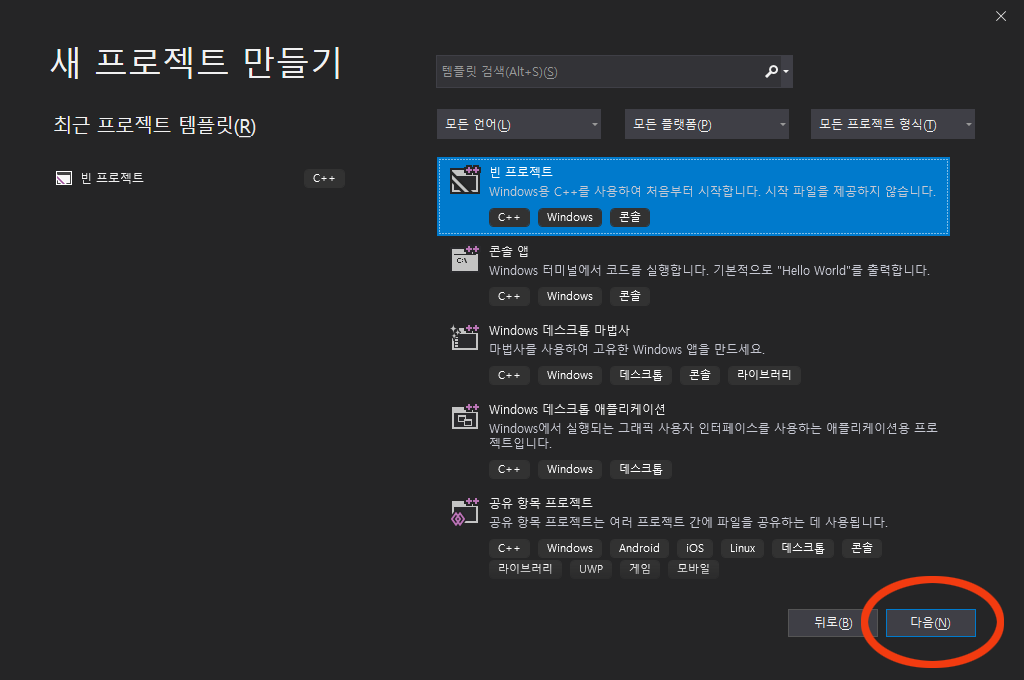 새 프로젝트 만들기
최근 프로젝트 템플릿(R)
빈 프로젝트 C++
템플릿 검색(Alt+S)(S)
모든 언어(L) 모든 플랫폼(P) 모든 프로젝트 형식(T)
빈 프로젝트
Windows용 C++를 사용하여 처음부터 시작합니다. 시작 파일을 제공하지 않습니다.
C++ Windows 콘솔
콘솔 앱
Windows 터미널에서 코드를 실행합니다. 기본적으로 "Hello World"를 출력합니다.
C++ Windows 콘솔
Windows 데스크톱 마법사
마법사를 사용하여 고유한 Windows 앱을 만드세요.
C++ Windows 데스크톱 콘솔 라이브러리
Windows 데스크톱 애플리케이션
Windows에서 실행되는 그래픽 사용자 인터페이스를 사용하는 애플리케이션용 프로
젝트입니다.
C++ Windows 데스크톱
공유 항목 프로젝트
공유 항목 프로젝트는 여러 프로젝트 간에 파일을 공유하는 데 사용됩니다.
C++ Windows Android iOS Linux 데스크톱 콘솔
라이브러리 UWP 게임 모바일
뒤로(B) 다음(N)